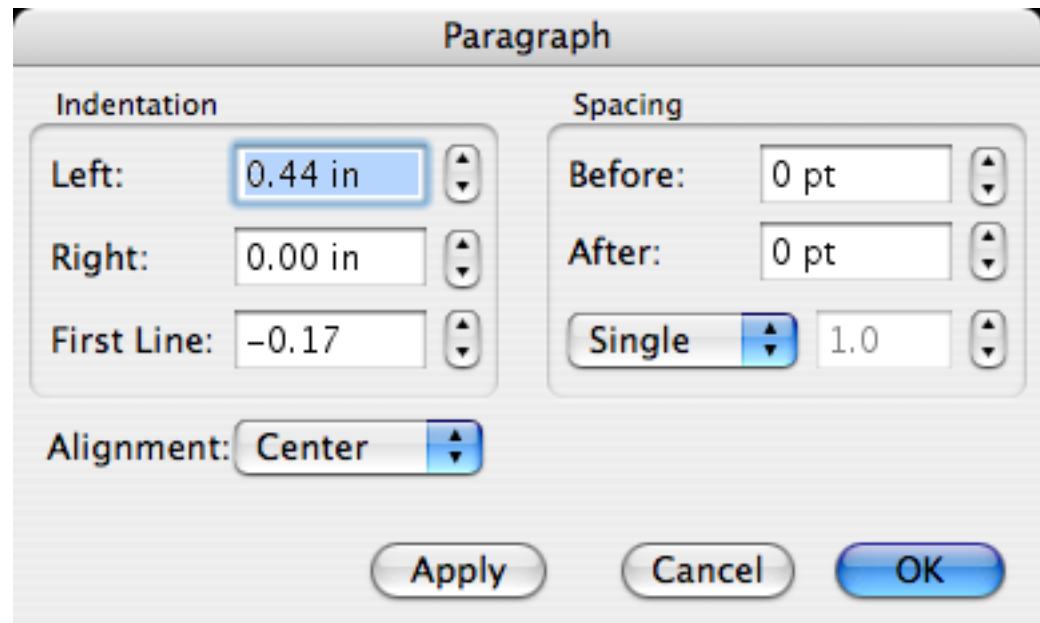 Paragraph
Indentation
Left: 0.44 in
Right: 0.00 in
First Line: −0.17
Alignment: Center
Spacing
Before: 0 pt
After: 0 pt
Single 1.0
Apply Cancel OK